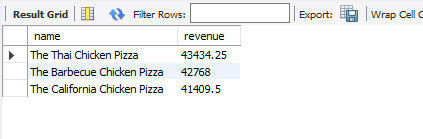 Result Grid Filter Rows: Export: Wrap Cell
name revenue
The Thai Chicken Pizza 43434.25
The Barbecue Chicken Pizza 42768
The California Chicken Pizza 41409.5